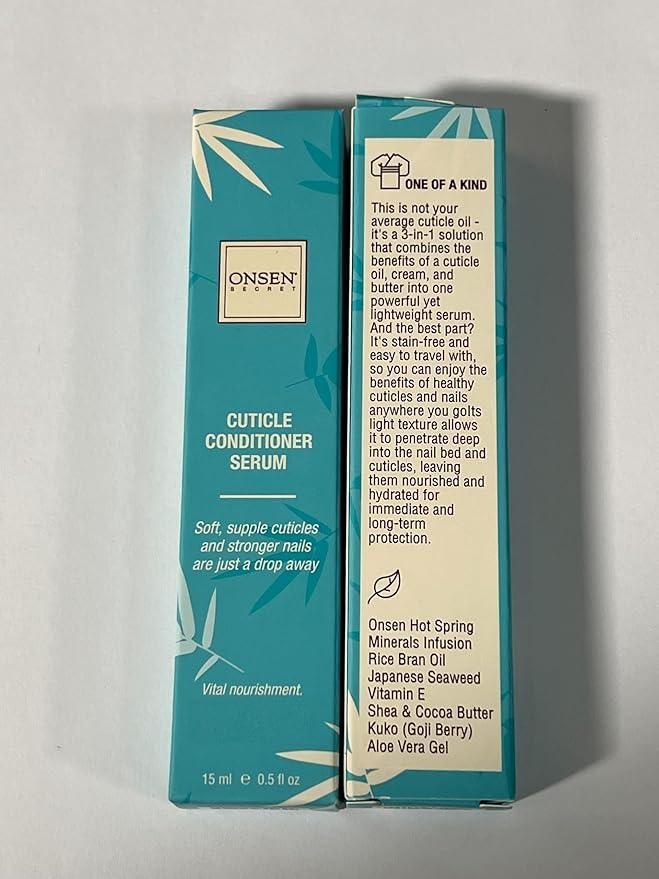 ONSEN®
SECRET
CUTICLE
CONDITIONER
SERUM
Soft, supple cuticles
and stronger nails
are just a drop away
Vital nourishment.
15 ml e 0.5 fl oz
ONE OF A KIND
This is not your
average cuticle oil -
it's a 3-in-1 solution
that combines the
benefits of a cuticle
oil, cream, and
butter into one
powerful yet
lightweight serum.
And the best part?
It's stain-free and
easy to travel with,
so you can enjoy the
benefits of healthy
cuticles and nails
anywhere you goIts
light texture allows
it to penetrate deep
into the nail bed and
cuticles, leaving
them nourished and
hydrated for
immediate and
long-term
protection.
Onsen Hot Spring
Minerals Infusion
Rice Bran Oil
Japanese Seaweed
Vitamin E
Shea & Cocoa Butter
Kuko (Goji Berry)
Aloe Vera Gel